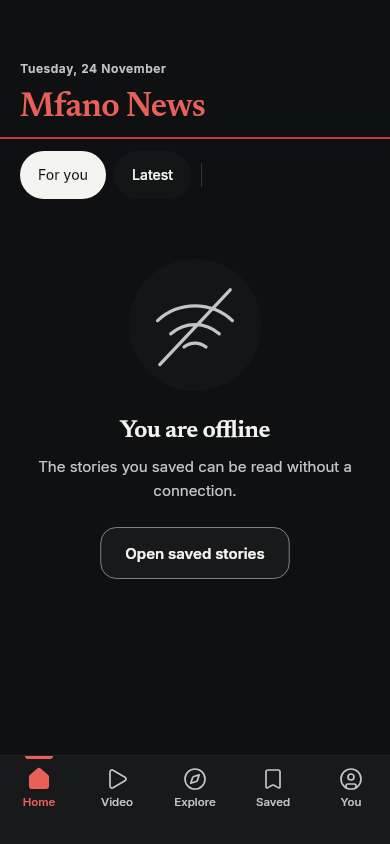 Tuesday, 24 November
Mfano News
For you
Latest
You are offline
The stories you saved can be read without a
connection.
Open saved stories
Home
Video
Explore
Saved
You